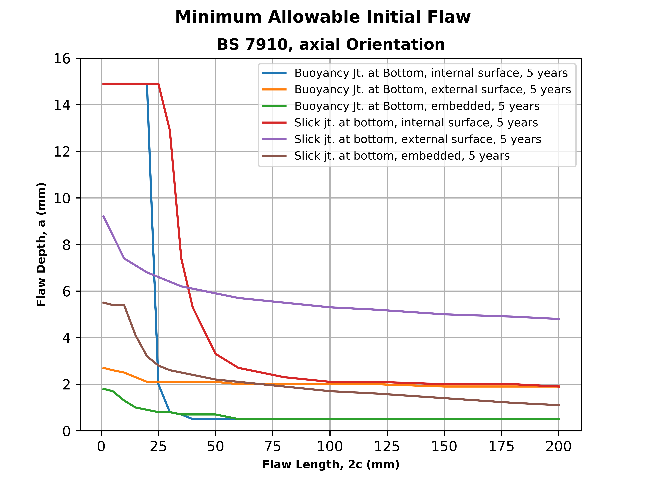 Minimum Allowable Initial Flaw
BS 7910, axial Orientation
16
14
12
10
8
6
4
2
0
Flaw Depth, a (mm)
Buoyancy Jt. at Bottom, internal surface, 5 years
Buoyancy Jt. at Bottom, external surface, 5 years
Buoyancy Jt. at Bottom, embedded, 5 years
Slick jt. at bottom, internal surface, 5 years
Slick jt. at bottom, external surface, 5 years
Slick jt. at bottom, embedded, 5 years
0 25 50 75 100 125 150 175 200
Flaw Length, 2c (mm)